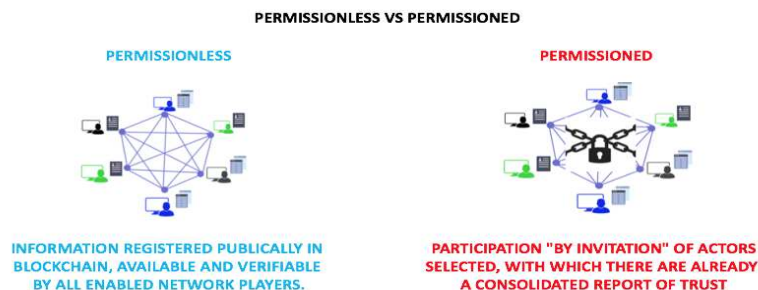 PERMISSIONLESS VS PERMISSIONED
PERMISSIONLESS
PERMISSIONED
INFORMATION REGISTERED PUBLICALLY IN
BLOCKCHAIN, AVAILABLE AND VERIFIABLE
BY ALL ENABLED NETWORK PLAYERS.
PARTICIPATION "BY INVITATION" OF ACTORS
SELECTED, WITH WHICH THERE ARE ALREADY
A CONSOLIDATED REPORT OF TRUST